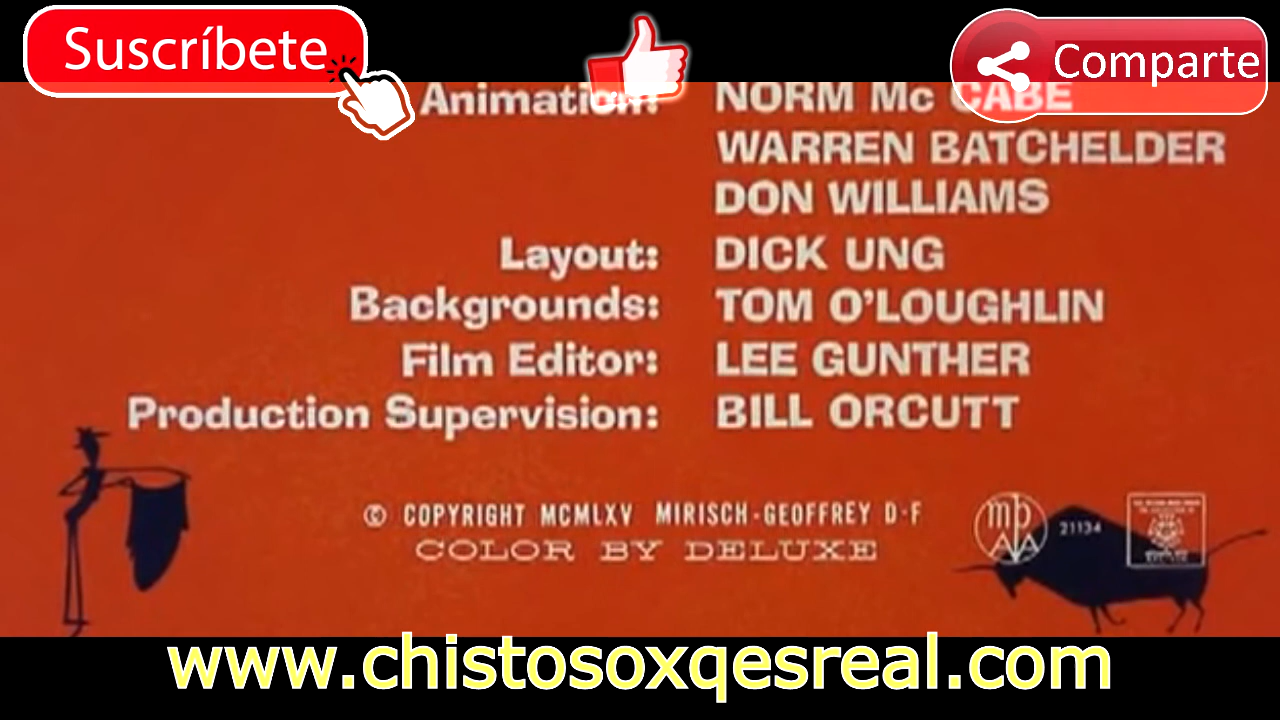 Suscríbete
Comparte
Animation: NORM Mc CABE
WARREN BATCHELDER
DON WILLIAMS
Layout: DICK UNG
Backgrounds: TOM O'LOUGHLIN
Film Editor: LEE GUNTHER
Production Supervision: BILL ORCUTT
© COPYRIGHT MCMLXV MIRISCH-GEOFFREY D-F
COLOR BY DELUXE
MPAA 21134
www.chistosoxqesreal.com